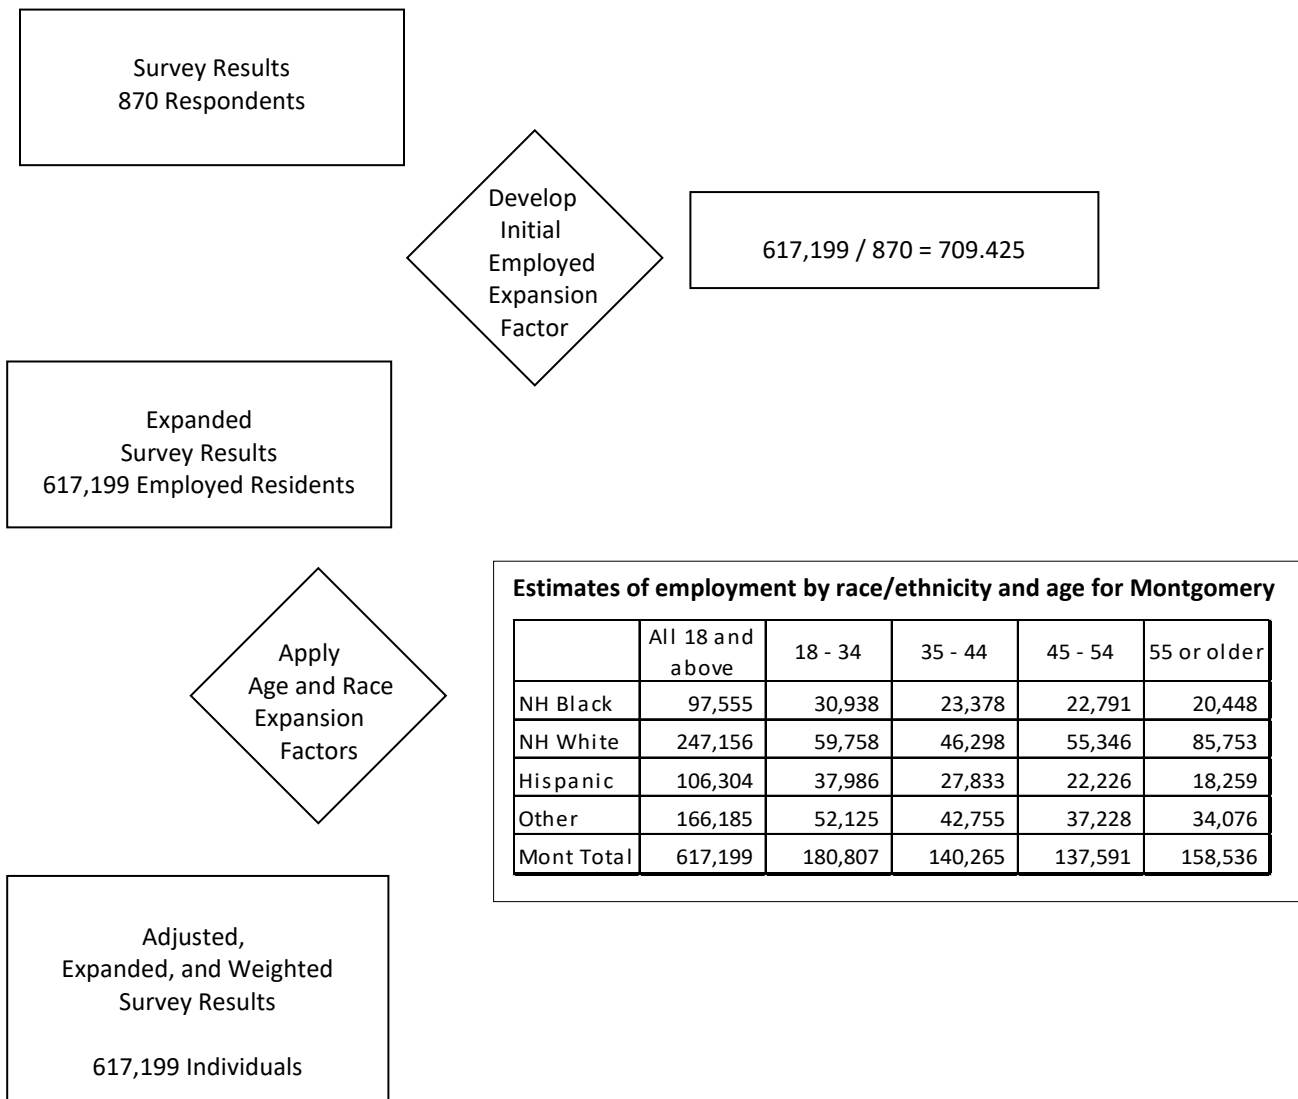 Survey Results
870 Respondents
Develop
Initial
Employed
Expansion
Factor
617,199 / 870 = 709.425
Expanded
Survey Results
617,199 Employed Residents
Apply
Age and Race
Expansion
Factors
Estimates of employment by race/ethnicity and age for Montgomery
All 18 and above 18 - 34 35 - 44 45 - 54 55 or older
NH Black 97,555 30,938 23,378 22,791 20,448
NH White 247,156 59,758 46,298 55,346 85,753
Hispanic 106,304 37,986 27,833 22,226 18,259
Other 166,185 52,125 42,755 37,228 34,076
Mont Total 617,199 180,807 140,265 137,591 158,536
Adjusted,
Expanded, and Weighted
Survey Results
617,199 Individuals